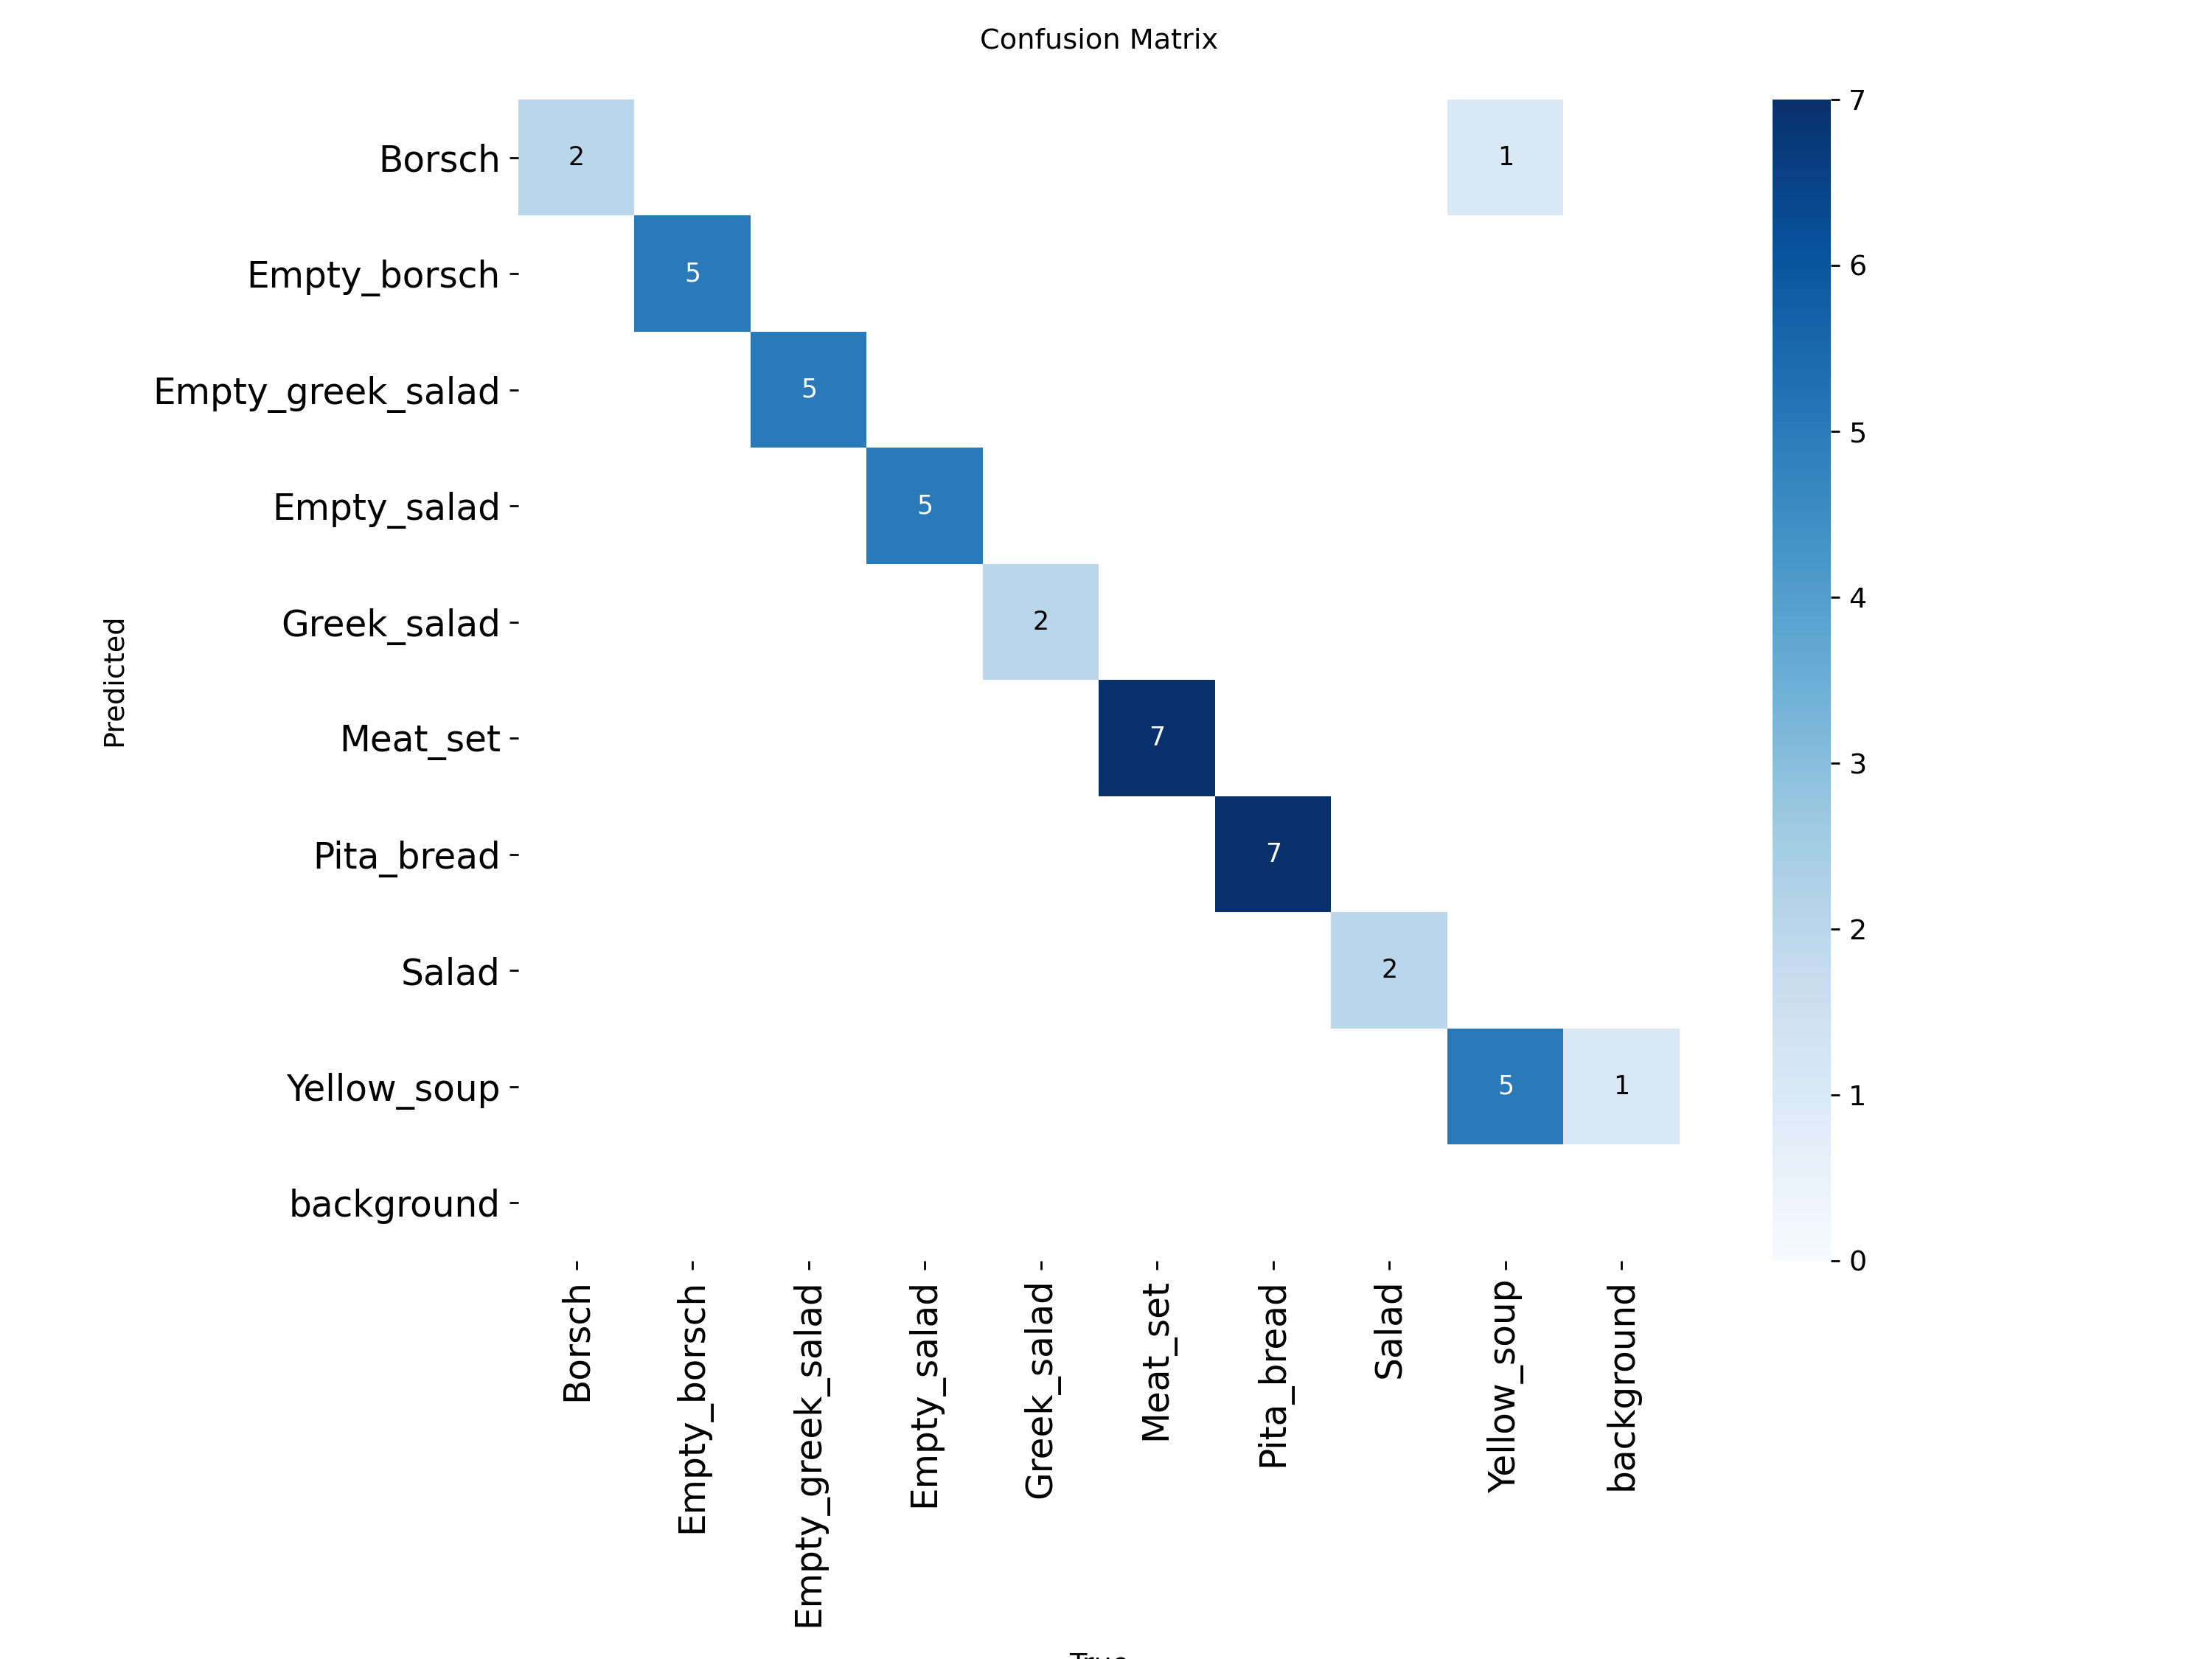 Confusion Matrix
Borsch
Empty_borsch
Empty_greek_salad
Empty_salad
Greek_salad
Meat_set
Pita_bread
Salad
Yellow_soup
background
Predicted
2 1
5
5
5
2
7
7
2
5 1
7
6
5
4
3
2
1
0
Borsch
Empty_borsch
Empty_greek_salad
Empty_salad
Greek_salad
Meat_set
Pita_bread
Salad
Yellow_soup
background
True